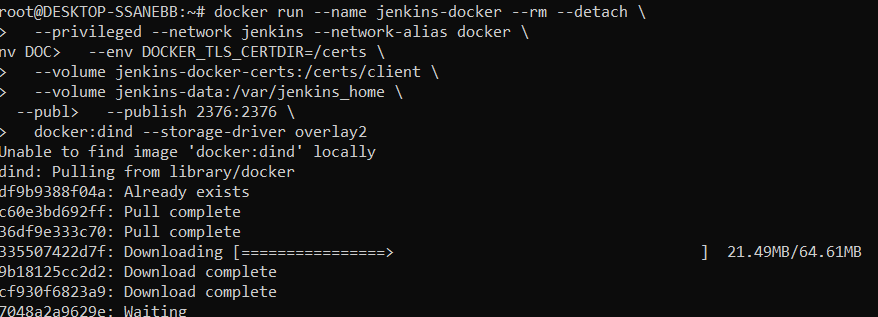 root@DESKTOP-SSANEBB:~# docker run --name jenkins-docker --rm --detach \
>   --privileged --network jenkins --network-alias docker \
nv DOC>   --env DOCKER_TLS_CERTDIR=/certs \
>   --volume jenkins-docker-certs:/certs/client \
>   --volume jenkins-data:/var/jenkins_home \
  --publ>   --publish 2376:2376 \
>   docker:dind --storage-driver overlay2
Unable to find image 'docker:dind' locally
dind: Pulling from library/docker
df9b9388f04a: Already exists
c60e3bd692ff: Pull complete
36df9e333c70: Pull complete
335507422d7f: Downloading [================>                                  ]  21.49MB/64.61MB
9b18125cc2d2: Download complete
cf930f6823a9: Download complete
7048a2a9629e: Waiting